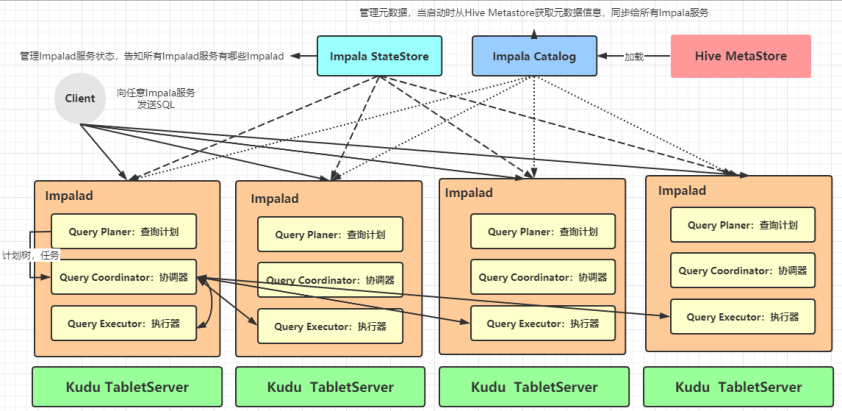 管理元数据，当启动时从Hive Metastore获取元数据信息，同步给所有Impala服务
管理Impalad服务状态，告知所有Impalad服务有哪些Impalad
Impala StateStore
Impala Catalog
加载
Hive MetaStore
Client
向任意Impala服务
发送SQL
Impalad
Query Planer：查询计划
计划树，任务
Query Coordinator：协调器
Query Executor：执行器
Kudu TabletServer
Impalad
Query Planer：查询计划
Query Coordinator：协调器
Query Executor：执行器
Kudu TabletServer
Impalad
Query Planer：查询计划
Query Coordinator：协调器
Query Executor：执行器
Kudu TabletServer
Impalad
Query Planer：查询计划
Query Coordinator：协调器
Query Executor：执行器
Kudu TabletServer